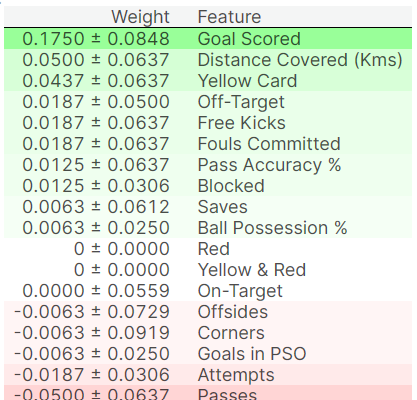 Weight Feature
0.1750 ± 0.0848 Goal Scored
0.0500 ± 0.0637 Distance Covered (Kms)
0.0437 ± 0.0637 Yellow Card
0.0187 ± 0.0500 Off-Target
0.0187 ± 0.0637 Free Kicks
0.0187 ± 0.0637 Fouls Committed
0.0125 ± 0.0637 Pass Accuracy %
0.0125 ± 0.0306 Blocked
0.0063 ± 0.0612 Saves
0.0063 ± 0.0250 Ball Possession %
0 ± 0.0000 Red
0 ± 0.0000 Yellow & Red
0.0000 ± 0.0559 On-Target
-0.0063 ± 0.0729 Offsides
-0.0063 ± 0.0919 Corners
-0.0063 ± 0.0250 Goals in PSO
-0.0187 ± 0.0306 Attempts
-0.0500 ± 0.0637 Passes